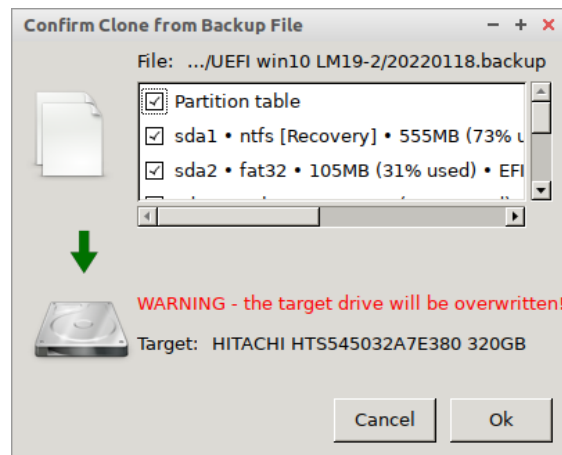 Confirm Clone from Backup File
File: .../UEFI win10 LM19-2/20220118.backup
Partition table
sda1 • ntfs [Recovery] • 555MB (73% u
sda2 • fat32 • 105MB (31% used) • EFI
WARNING - the target drive will be overwritten!
Target: HITACHI HTS545032A7E380 320GB
Cancel Ok